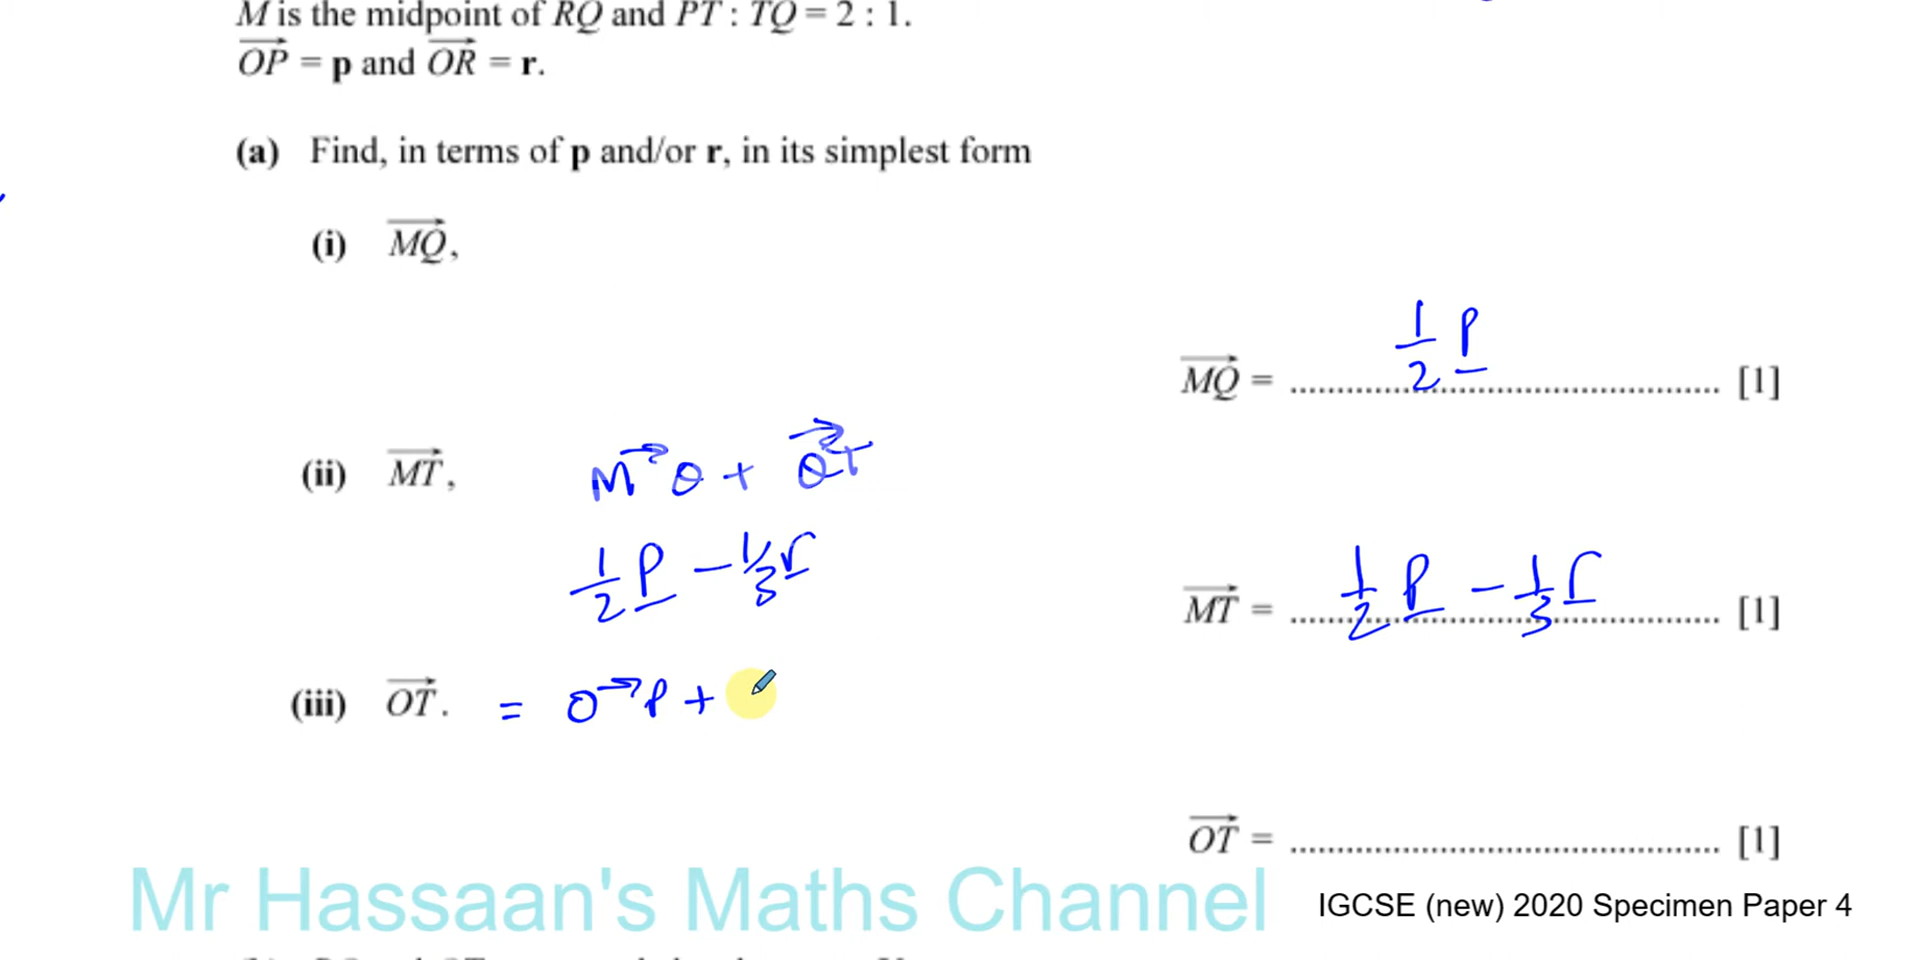 M is the midpoint of RQ and PT : TQ = 2 : 1.
OP = p and OR = r.
(a) Find, in terms of p and/or r, in its simplest form
(i) MQ,
MQ = 1/2 p [1]
(ii) MT, MQ + QT
1/2 p - 1/3 r
MT = 1/2 p - 1/3 r [1]
(iii) OT. = OP +
OT = [1]
Mr Hassaan's Maths Channel
IGCSE (new) 2020 Specimen Paper 4